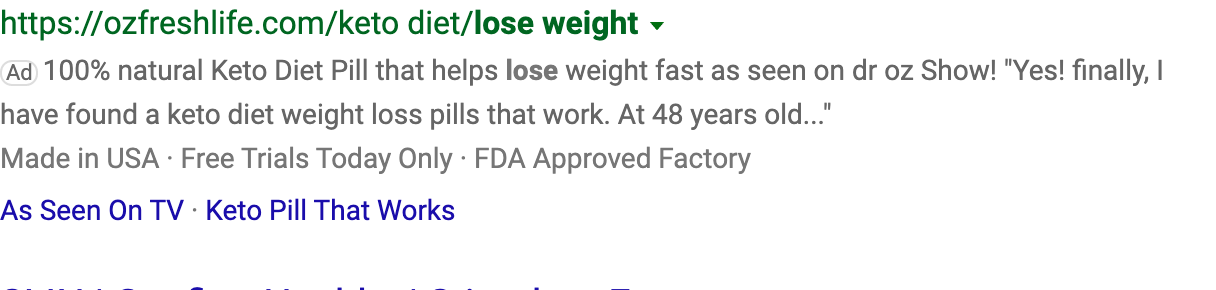 https://ozfreshlife.com/keto diet/lose weight
Ad 100% natural Keto Diet Pill that helps lose weight fast as seen on dr oz Show! "Yes! finally, I
have found a keto diet weight loss pills that work. At 48 years old..."
Made in USA · Free Trials Today Only · FDA Approved Factory
As Seen On TV · Keto Pill That Works